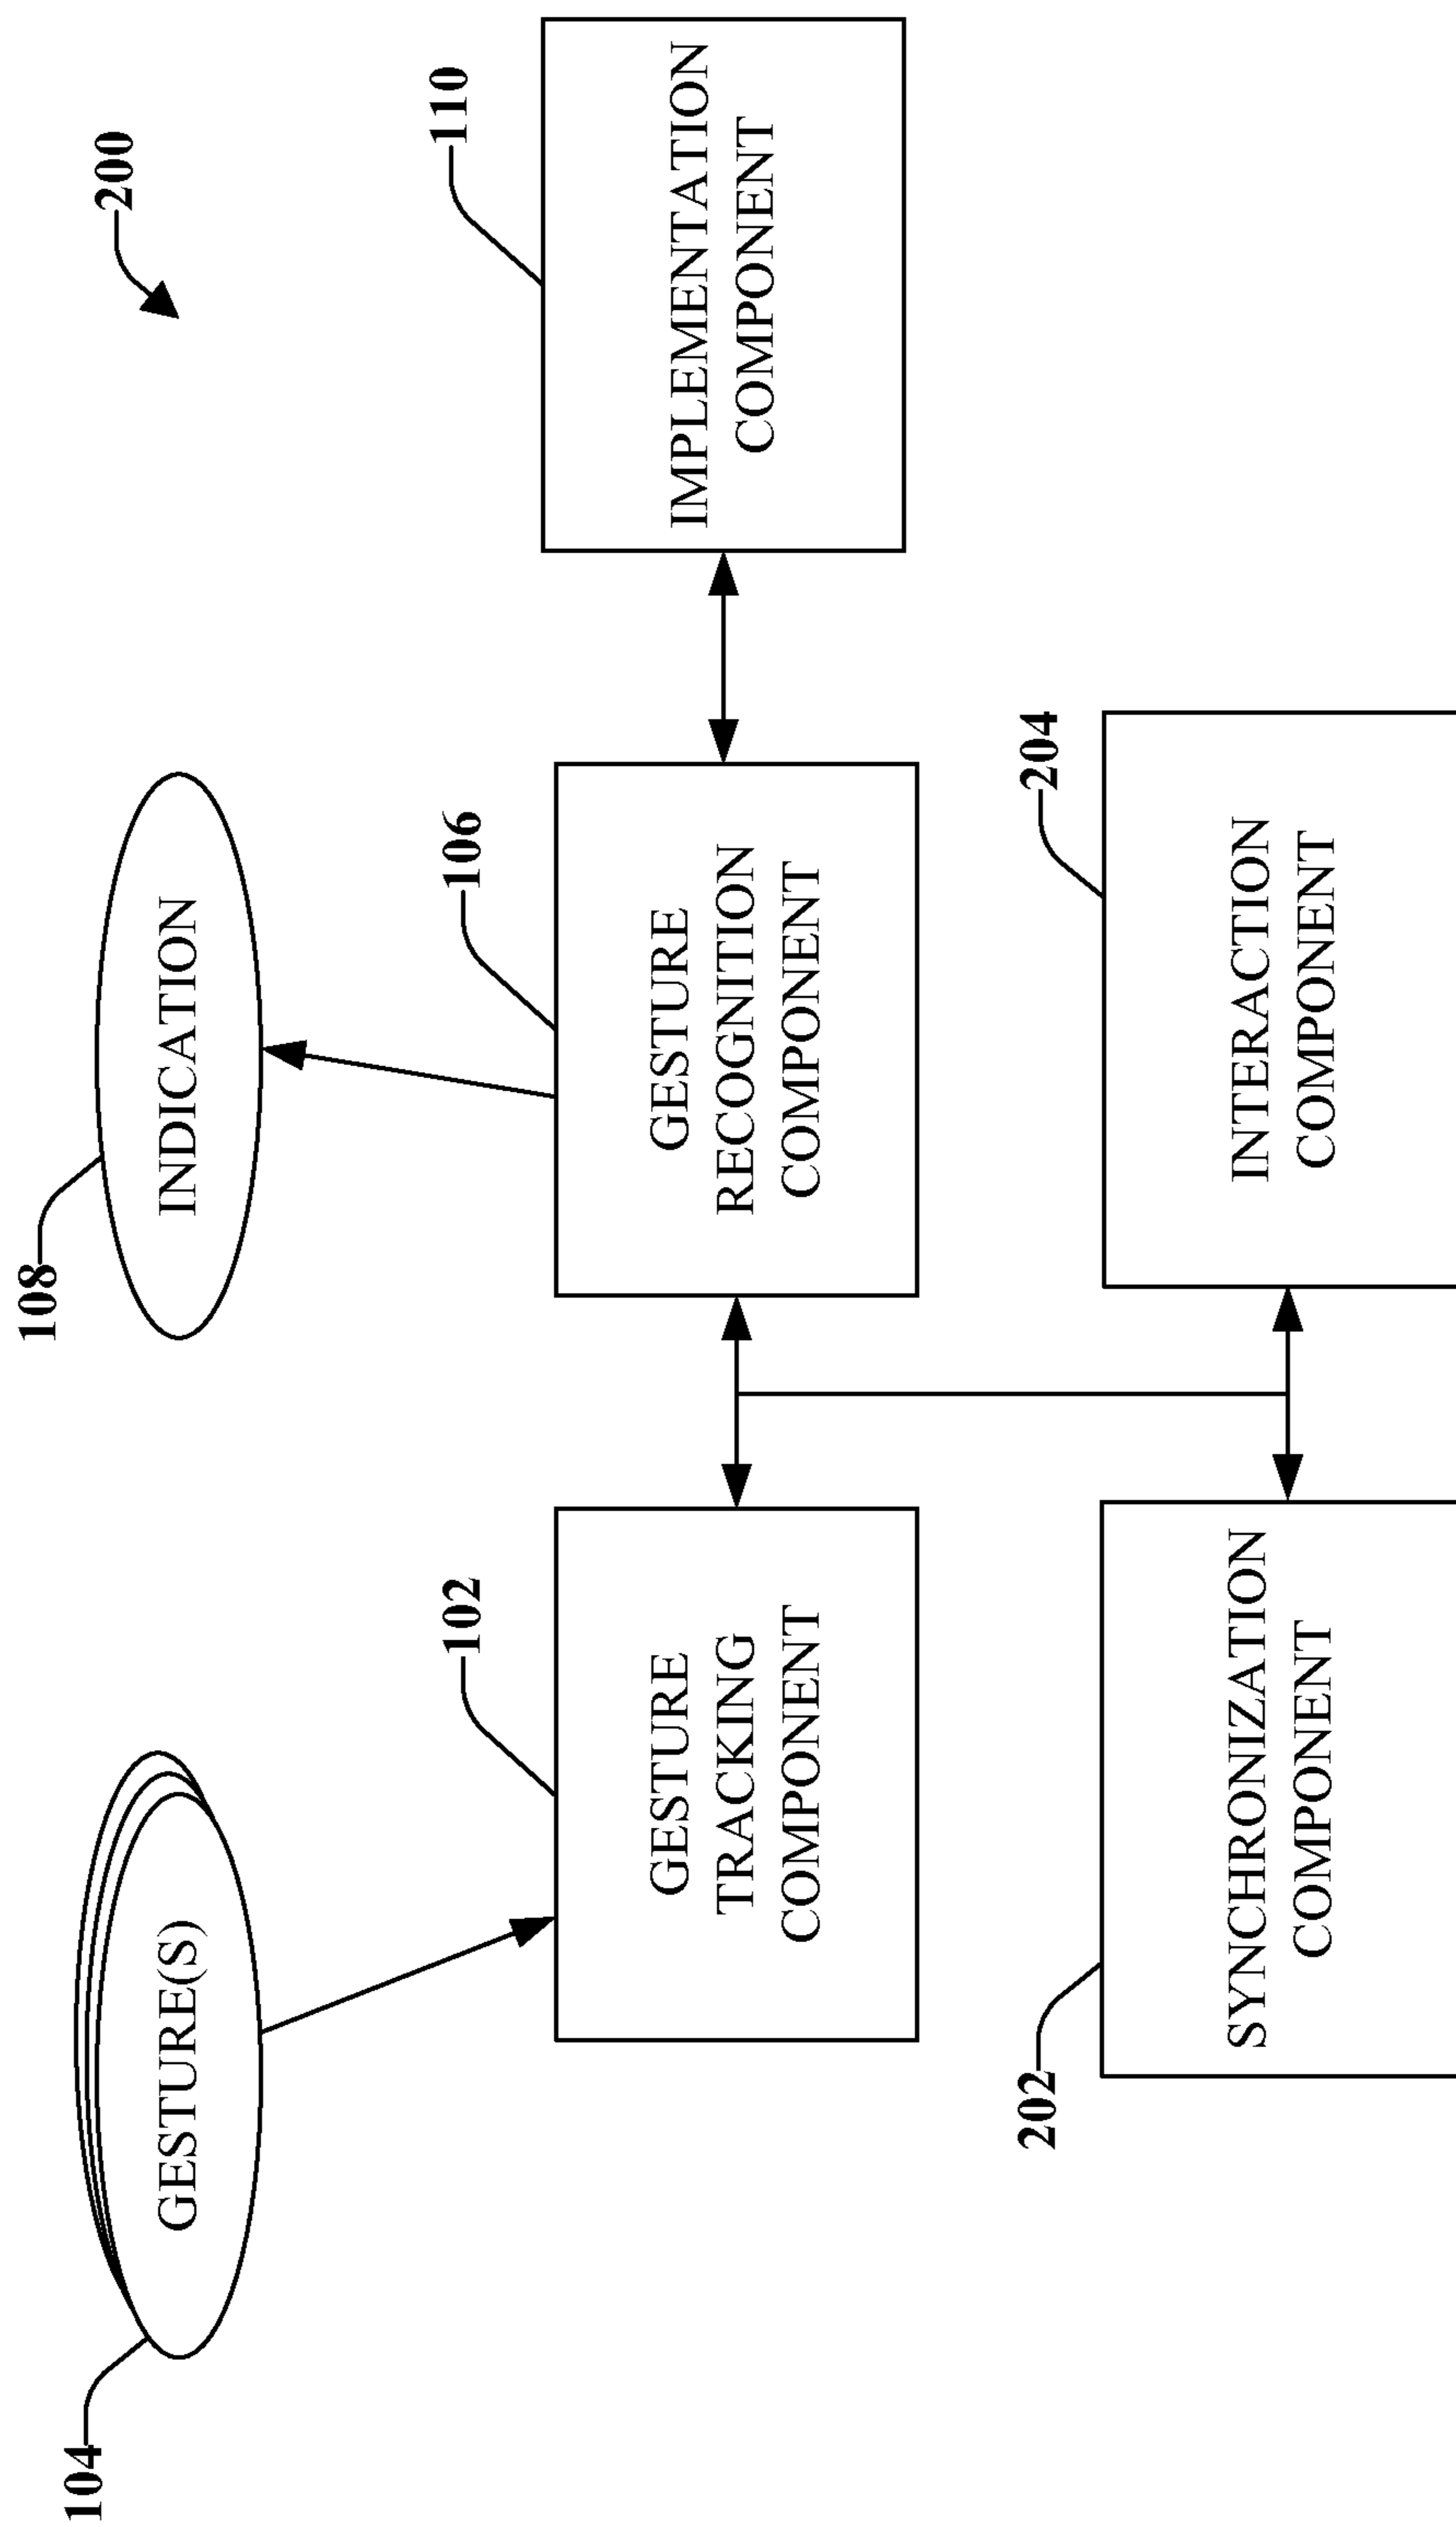 200
108
INDICATION
104
GESTURE(S)
102
GESTURE
TRACKING
COMPONENT
106
GESTURE
RECOGNITION
COMPONENT
110
IMPLEMENTATION
COMPONENT
202
SYNCHRONIZATION
COMPONENT
204
INTERACTION
COMPONENT